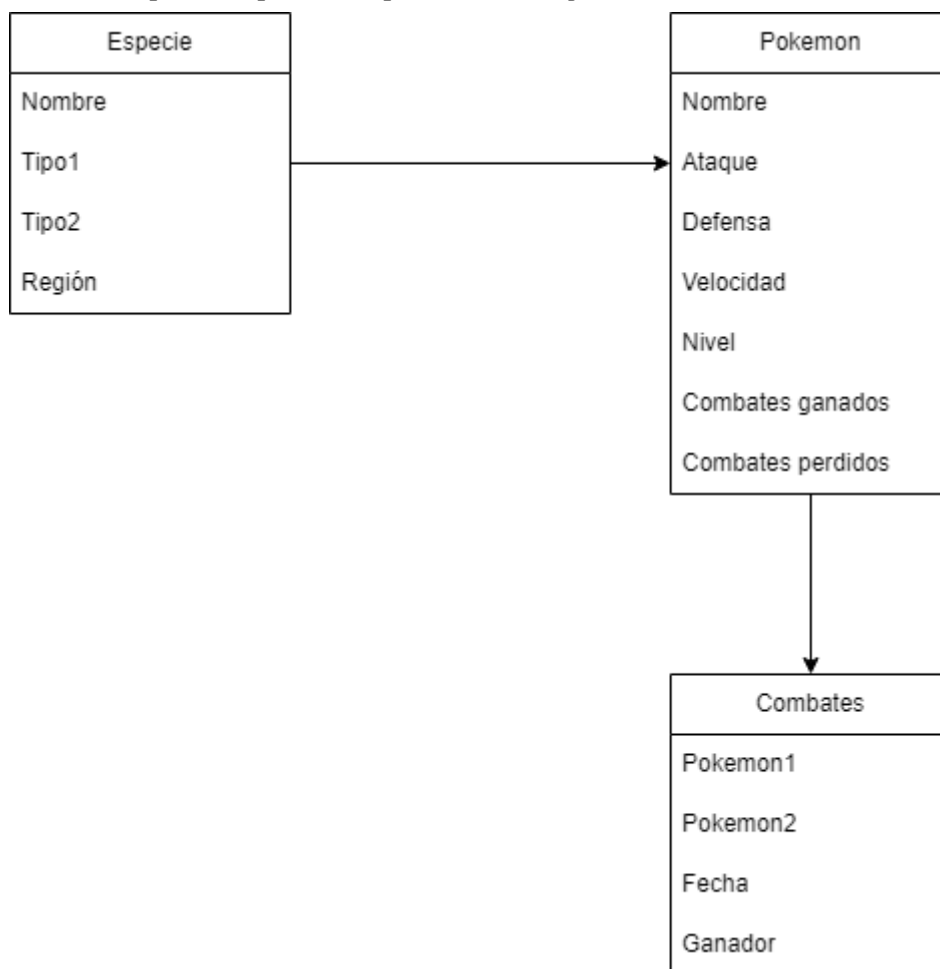 Especie
Nombre
Tipo1
Tipo2
Región
Pokemon
Nombre
Ataque
Defensa
Velocidad
Nivel
Combates ganados
Combates perdidos
Combates
Pokemon1
Pokemon2
Fecha
Ganador